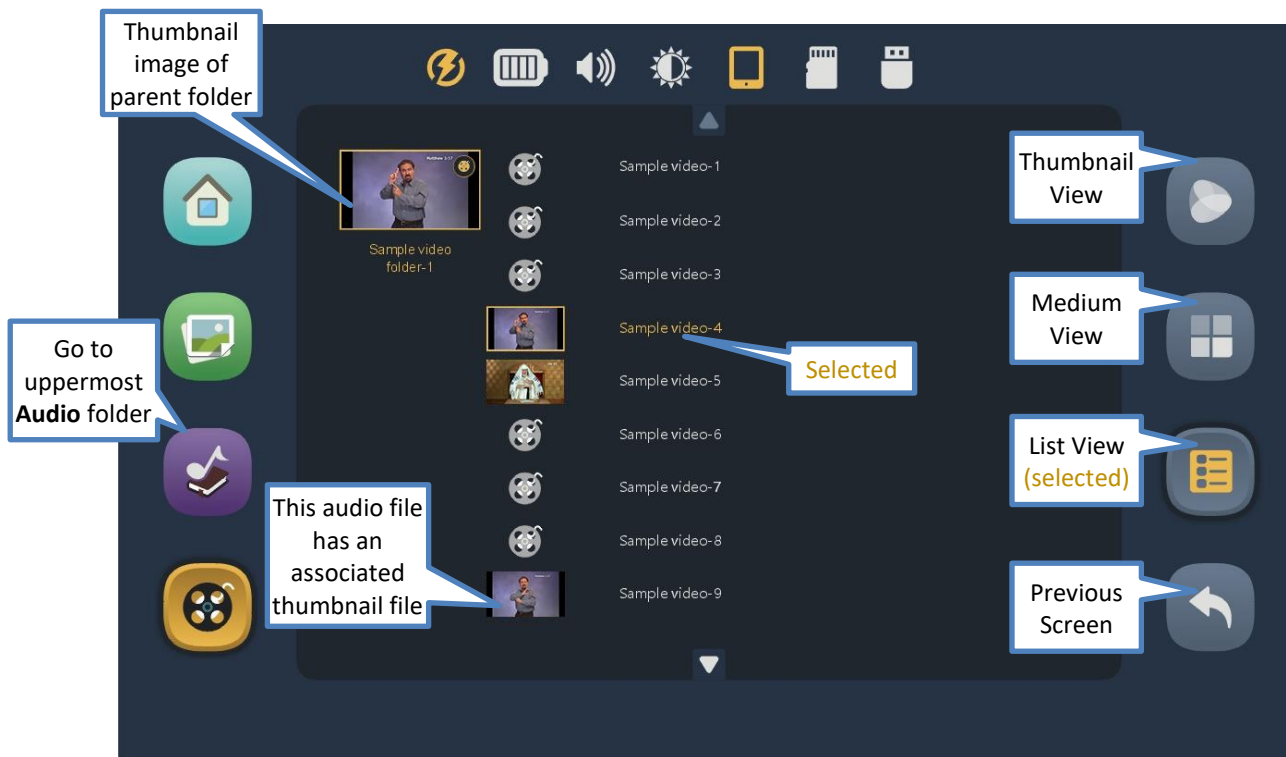 Thumbnail
image of
parent folder
Sample video
folder-1
Sample video-1
Sample video-2
Sample video-3
Sample video-4
Sample video-5
Sample video-6
Sample video-7
Sample video-8
Sample video-9
Selected
Go to
uppermost
Audio folder
This audio file
has an
associated
thumbnail file
Thumbnail
View
Medium
View
List View
(selected)
Previous
Screen